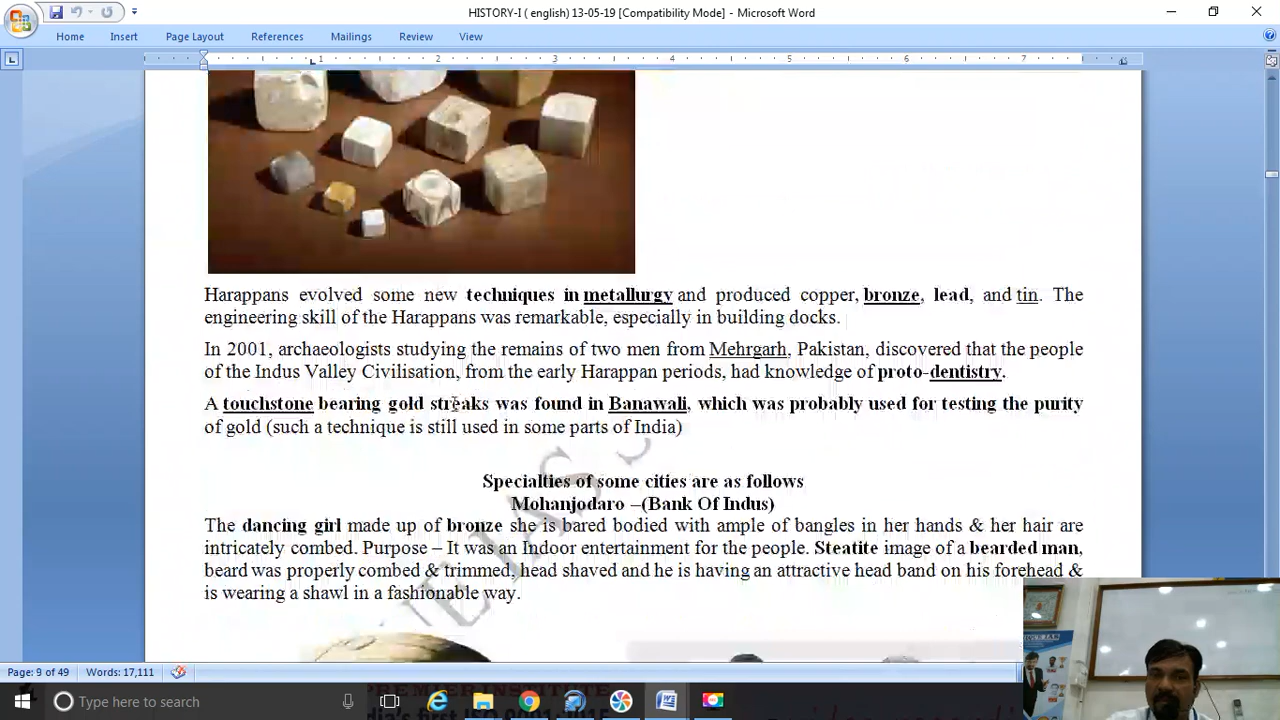 HISTORY-I ( english) 13-05-19 [Compatibility Mode] - Microsoft Word
Home Insert Page Layout References Mailings Review View
1 2 3 4 5 6 7
Harappans evolved some new techniques in metallurgy and produced copper, bronze, lead, and tin. The
engineering skill of the Harappans was remarkable, especially in building docks.
In 2001, archaeologists studying the remains of two men from Mehrgarh, Pakistan, discovered that the people
of the Indus Valley Civilisation, from the early Harappan periods, had knowledge of proto-dentistry.
A touchstone bearing gold streaks was found in Banawali, which was probably used for testing the purity
of gold (such a technique is still used in some parts of India)
Specialties of some cities are as follows
Mohanjodaro –(Bank Of Indus)
The dancing girl made up of bronze she is bared bodied with ample of bangles in her hands & her hair are
intricately combed. Purpose – It was an Indoor entertainment for the people. Steatite image of a bearded man,
beard was properly combed & trimmed, head shaved and he is having an attractive head band on his forehead &
is wearing a shawl in a fashionable way.
Page: 9 of 49 Words: 17,111
Type here to search